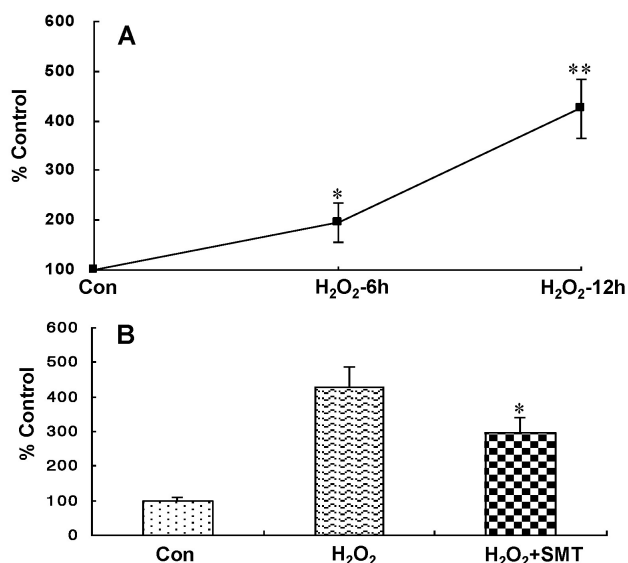 A
600
500
400
300
200
100
% Control
*
**
Con
H₂O₂-6h
H₂O₂-12h
B
600
500
400
300
200
100
0
% Control
*
Con
H₂O₂
H₂O₂+SMT